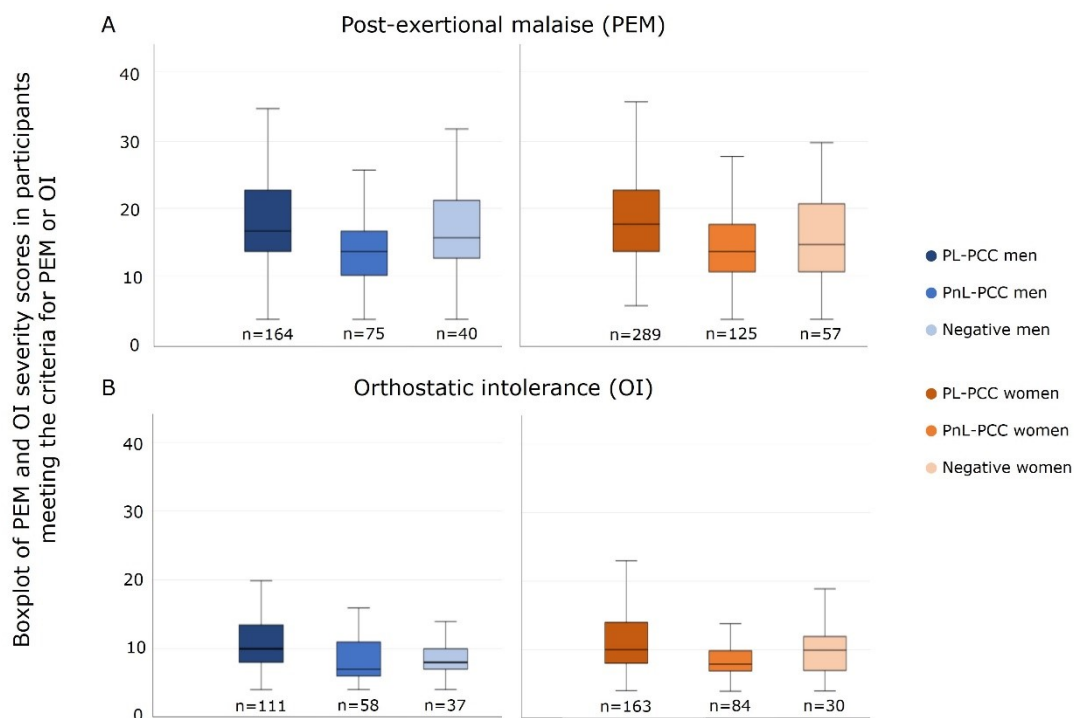 A
Post-exertional malaise (PEM)
Boxplot of PEM and OI severity scores in participants
meeting the criteria for PEM or OI
40
30
20
10
0
n=164
n=75
n=40
n=289
n=125
n=57
B
Orthostatic intolerance (OI)
40
30
20
10
0
n=111
n=58
n=37
n=163
n=84
n=30
PL-PCC men
PnL-PCC men
Negative men
PL-PCC women
PnL-PCC women
Negative women